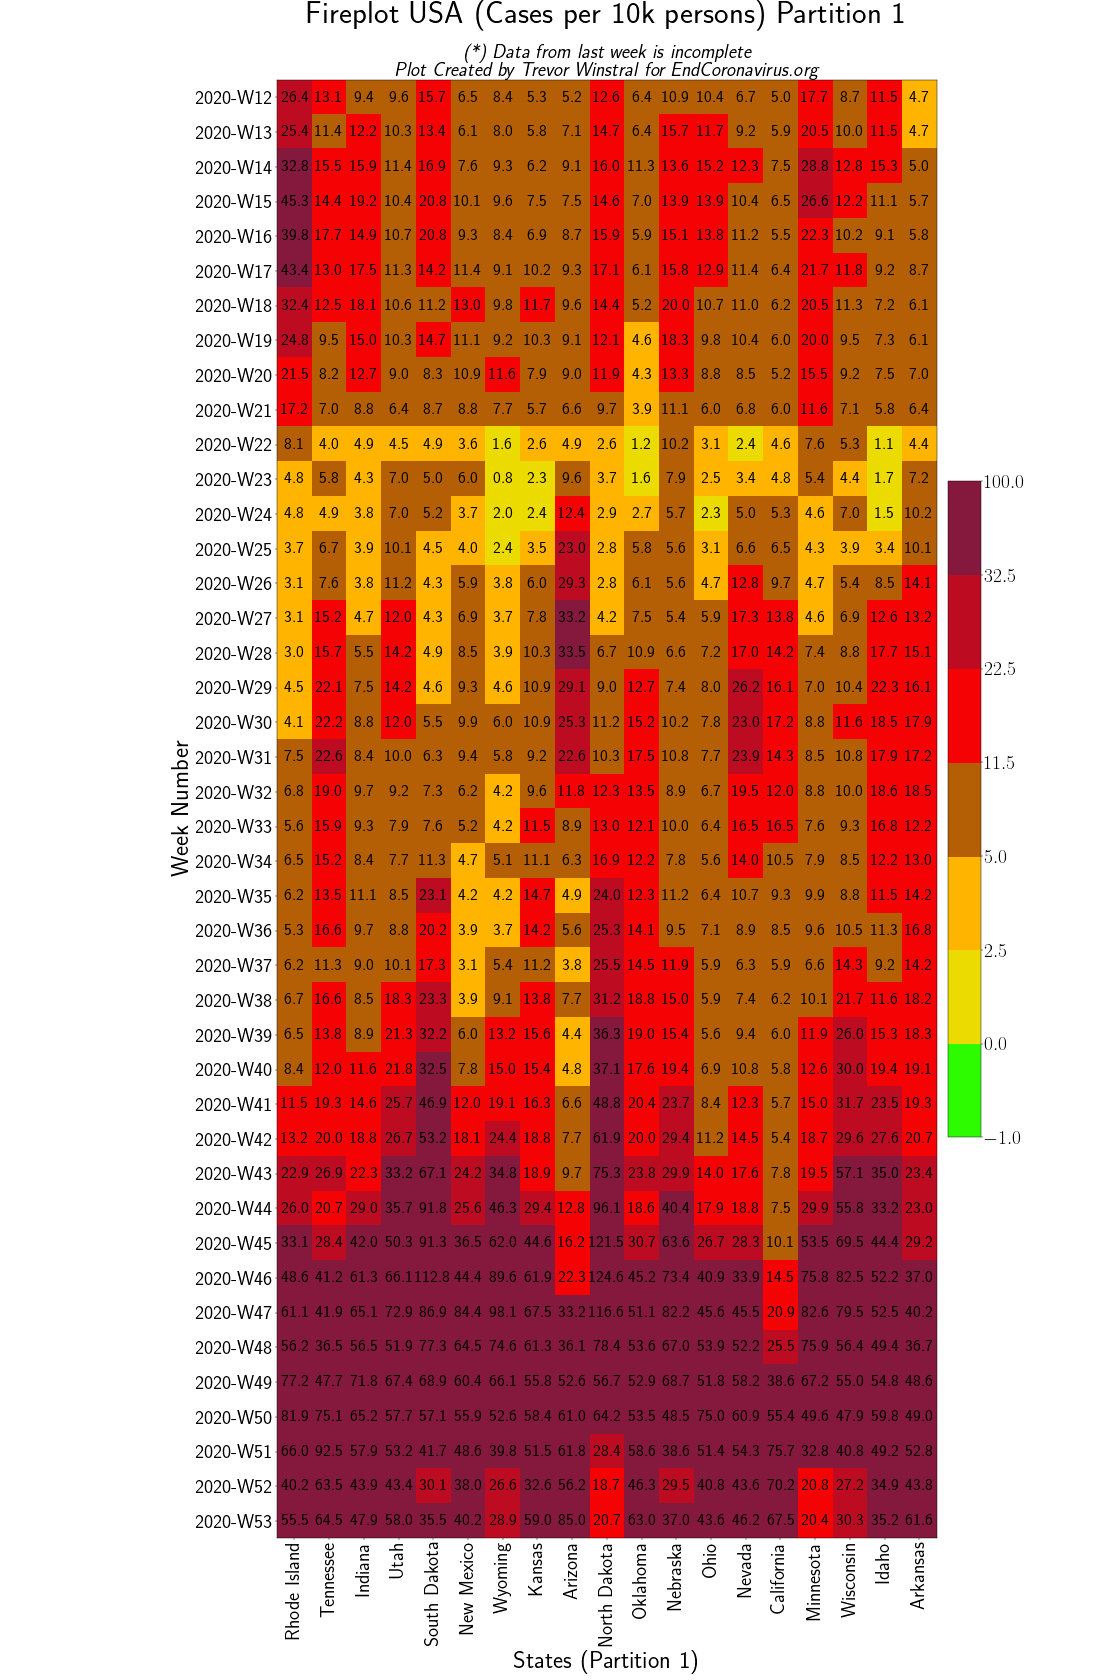 Fireplot USA (Cases per 10k persons) Partition 1
(*) Data from last week is incomplete
Plot Created by Trevor Winstral for EndCoronavirus.org
2020-W12 26.4 13.1 9.4 9.6 15.7 6.5 8.4 5.3 5.2 12.6 6.4 10.9 10.4 6.7 5.0 17.7 8.7 11.5 4.7
2020-W13 25.4 11.4 12.2 10.3 13.4 6.1 8.0 5.8 7.1 14.7 6.4 15.7 11.7 9.2 5.9 20.5 10.0 11.5 4.7
2020-W14 32.8 15.5 15.9 11.4 16.9 7.6 9.3 6.2 9.1 16.0 11.3 13.6 15.2 12.3 7.5 28.8 12.8 15.3 5.0
2020-W15 45.3 14.4 19.2 10.4 20.8 10.1 9.6 7.5 7.5 14.6 7.0 13.9 13.9 10.4 6.5 26.6 12.2 11.1 5.7
2020-W16 39.8 17.7 14.9 10.7 20.8 9.3 8.4 6.9 8.7 15.9 5.9 15.1 13.8 11.2 5.5 22.3 10.2 9.1 5.8
2020-W17 43.4 13.0 17.5 11.3 14.2 11.4 9.1 10.2 9.3 17.1 6.1 15.8 12.9 11.4 6.4 21.7 11.8 9.2 8.7
2020-W18 32.4 12.5 18.1 10.6 11.2 13.0 9.8 11.7 9.6 14.4 5.2 20.0 10.7 11.0 6.2 20.5 11.3 7.2 6.1
2020-W19 24.8 9.5 15.0 10.3 14.7 11.1 9.2 10.3 9.1 12.1 4.6 18.3 9.8 10.4 6.0 20.0 9.5 7.3 6.1
2020-W20 21.5 8.2 12.7 9.0 8.3 10.9 11.6 7.9 9.0 11.9 4.3 13.3 8.8 8.5 5.2 15.5 9.2 7.5 7.0
2020-W21 17.2 7.0 8.8 6.4 8.7 8.8 7.7 5.7 6.6 9.7 3.9 11.1 6.0 6.8 6.0 11.6 7.1 5.8 6.4
2020-W22 8.1 4.0 4.9 4.5 4.9 3.6 1.6 2.6 4.9 2.6 1.2 10.2 3.1 2.4 4.6 7.6 5.3 1.1 4.4
2020-W23 4.8 5.8 4.3 7.0 5.0 6.0 0.8 2.3 9.6 3.7 1.6 7.9 2.5 3.4 4.8 5.4 4.4 1.7 7.2
2020-W24 4.8 4.9 3.8 7.0 5.2 3.7 2.0 2.4 12.4 2.9 2.7 5.7 2.3 5.0 5.3 4.6 7.0 1.5 10.2
2020-W25 3.7 6.7 3.9 10.1 4.5 4.0 2.4 3.5 23.0 2.8 5.8 5.6 3.1 6.6 6.5 4.3 3.9 3.4 10.1
2020-W26 3.1 7.6 3.8 11.2 4.3 5.9 3.8 6.0 29.3 2.8 6.1 5.6 4.7 12.8 9.7 4.7 5.4 8.5 14.1
2020-W27 3.1 15.2 4.7 12.0 4.3 6.9 3.7 7.8 33.2 4.2 7.5 5.4 5.9 17.3 13.8 4.6 6.9 12.6 13.2
2020-W28 3.0 15.7 5.5 14.2 4.9 8.5 3.9 10.3 33.5 6.7 10.9 6.6 7.2 17.0 14.2 7.4 8.8 17.7 15.1
2020-W29 4.5 22.1 7.5 14.2 4.6 9.3 4.6 10.9 29.1 9.0 12.7 7.4 8.0 26.2 16.1 7.0 10.4 22.3 16.1
2020-W30 4.1 22.2 8.8 12.0 5.5 9.9 6.0 10.9 25.3 11.2 15.2 10.2 7.8 23.0 17.2 8.8 11.6 18.5 17.9
2020-W31 7.5 22.6 8.4 10.0 6.3 9.4 5.8 9.2 22.6 10.3 17.5 10.8 7.7 23.9 14.3 8.5 10.8 17.9 17.2
2020-W32 6.8 19.0 9.7 9.2 7.3 6.2 4.2 9.6 11.8 12.3 13.5 8.9 6.7 19.5 12.0 8.8 10.0 18.6 18.5
2020-W33 5.6 15.9 9.3 7.9 7.6 5.2 4.2 11.5 8.9 13.0 12.1 10.0 6.4 16.5 16.5 7.6 9.3 16.8 12.2
2020-W34 6.5 15.2 8.4 7.7 11.3 4.7 5.1 11.1 6.3 16.9 12.2 7.8 5.6 14.0 10.5 7.9 8.5 12.2 13.0
2020-W35 6.2 13.5 11.1 8.5 23.1 4.2 4.2 14.7 4.9 24.0 12.3 11.2 6.4 10.7 9.3 9.9 8.8 11.5 14.2
2020-W36 5.3 16.6 9.7 8.8 20.2 3.9 3.7 14.2 5.6 25.3 14.1 9.5 7.1 8.9 8.5 9.6 10.5 11.3 16.8
2020-W37 6.2 11.3 9.0 10.1 17.3 3.1 5.4 11.2 3.8 25.5 14.5 11.9 5.9 6.3 5.9 6.6 14.3 9.2 14.2
2020-W38 6.7 16.6 8.5 18.3 23.3 3.9 9.1 13.8 7.7 31.2 18.8 15.0 5.9 7.4 6.2 10.1 21.7 11.6 18.2
2020-W39 6.5 13.8 8.9 21.3 32.2 6.0 13.2 15.6 4.4 36.3 19.0 15.4 5.6 9.4 6.0 11.9 26.0 15.3 18.3
2020-W40 8.4 12.0 11.6 21.8 32.5 7.8 15.0 15.4 4.8 37.1 17.6 19.4 6.9 10.8 5.8 12.6 30.0 19.4 19.1
2020-W41 11.5 19.3 14.6 25.7 46.9 12.0 19.1 16.3 6.6 48.8 20.4 23.7 8.4 12.3 5.7 15.0 31.7 23.5 19.3
2020-W42 13.2 20.0 18.8 26.7 53.2 18.1 24.4 18.8 7.7 61.9 20.0 29.4 11.2 14.5 5.4 18.7 29.6 27.6 20.7
2020-W43 22.9 26.9 22.3 33.2 67.1 24.2 34.8 18.9 9.7 75.3 23.8 29.9 14.0 17.6 7.8 19.5 57.1 35.0 23.4
2020-W44 26.0 20.7 29.0 35.7 91.8 25.6 46.3 29.4 12.8 96.1 18.6 40.4 17.9 18.8 7.5 29.9 55.8 33.2 23.0
2020-W45 33.1 28.4 42.0 50.3 91.3 36.5 62.0 44.6 16.2 121.5 30.7 63.6 26.7 28.3 10.1 53.5 69.5 44.4 29.2
2020-W46 48.6 41.2 61.3 66.1 112.8 44.4 89.6 61.9 22.3 124.6 45.2 73.4 40.9 33.9 14.5 75.8 82.5 52.2 37.0
2020-W47 61.1 41.9 65.1 72.9 86.9 84.4 98.1 67.5 33.2 116.6 51.1 82.2 45.6 45.5 20.9 82.6 79.5 52.5 40.2
2020-W48 56.2 36.5 56.5 51.9 77.3 64.5 74.6 61.3 36.1 78.4 53.6 67.0 53.9 52.2 25.5 75.9 56.4 49.4 36.7
2020-W49 77.2 47.7 71.8 67.4 68.9 60.4 66.1 55.8 52.6 56.7 52.9 68.7 51.8 58.2 38.6 67.2 55.0 54.8 48.6
2020-W50 81.9 75.1 65.2 57.7 57.1 55.9 52.6 58.4 61.0 64.2 53.5 48.5 75.0 60.9 55.4 49.6 47.9 59.8 49.0
2020-W51 66.0 92.5 57.9 53.2 41.7 48.6 39.8 51.5 61.8 28.4 58.6 38.6 51.4 54.3 75.7 32.8 40.8 49.2 52.8
2020-W52 40.2 63.5 43.9 43.4 30.1 38.0 26.6 32.6 56.2 18.7 46.3 29.5 40.8 43.6 70.2 20.8 27.2 34.9 43.8
2020-W53 55.5 64.5 47.9 58.0 35.5 40.2 28.9 59.0 85.0 20.7 63.0 37.0 43.6 46.2 67.5 20.4 30.3 35.2 61.6
Week Number
Rhode Island Tennessee Indiana Utah South Dakota New Mexico Wyoming Kansas Arizona North Dakota Oklahoma Nebraska Ohio Nevada California Minnesota Wisconsin Idaho Arkansas
States (Partition 1)
100.0
32.5
22.5
11.5
5.0
2.5
0.0
−1.0